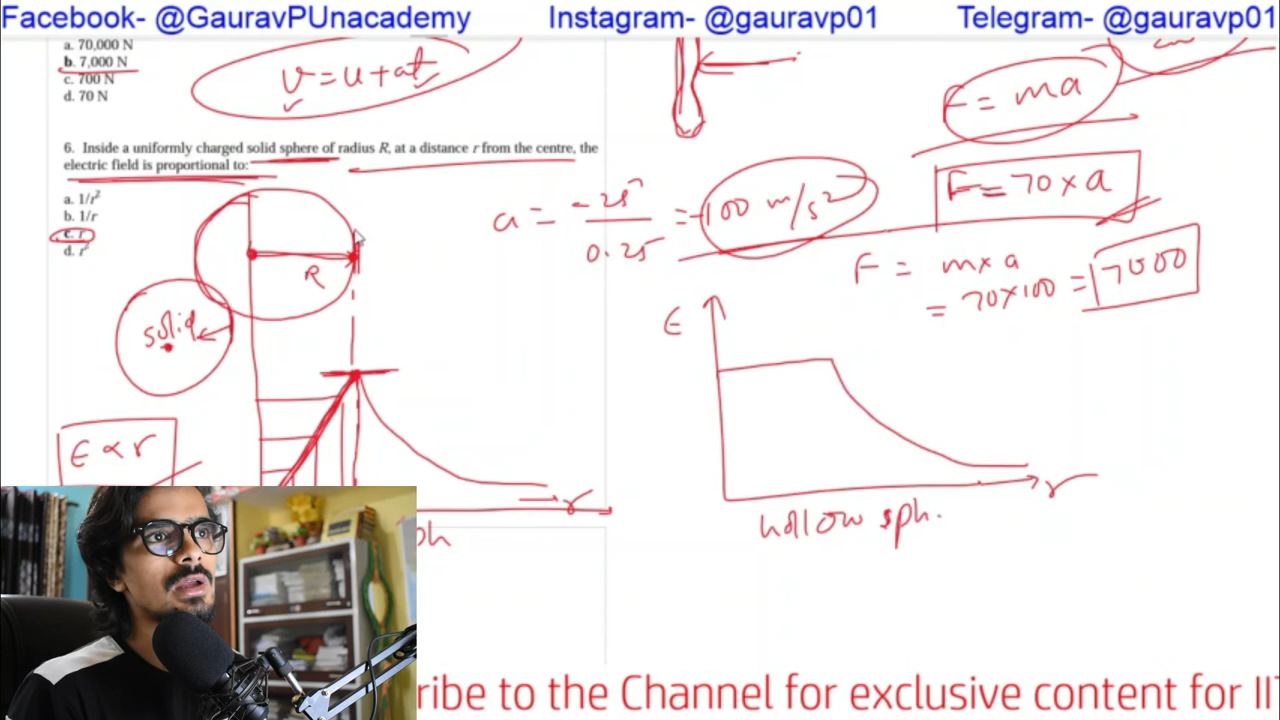 Facebook- @GauravPUnacademy Instagram- @gauravp01 Telegram- @gauravp01
a. 70,000 N
b. 7,000 N
c. 700 N
d. 70 N
v = u + at
F = ma
6. Inside a uniformly charged solid sphere of radius R, at a distance r from the centre, the
electric field is proportional to:
a. 1/r²
b. 1/r
c. r
d. r²
R
solid
E ∝ r
r
a = -25 / 0.25 = -100 m/s²
F = 70 × a
F = m × a
= 70×100 = 7000
E
r
hollow sph.
ribe to the Channel for exclusive content for II